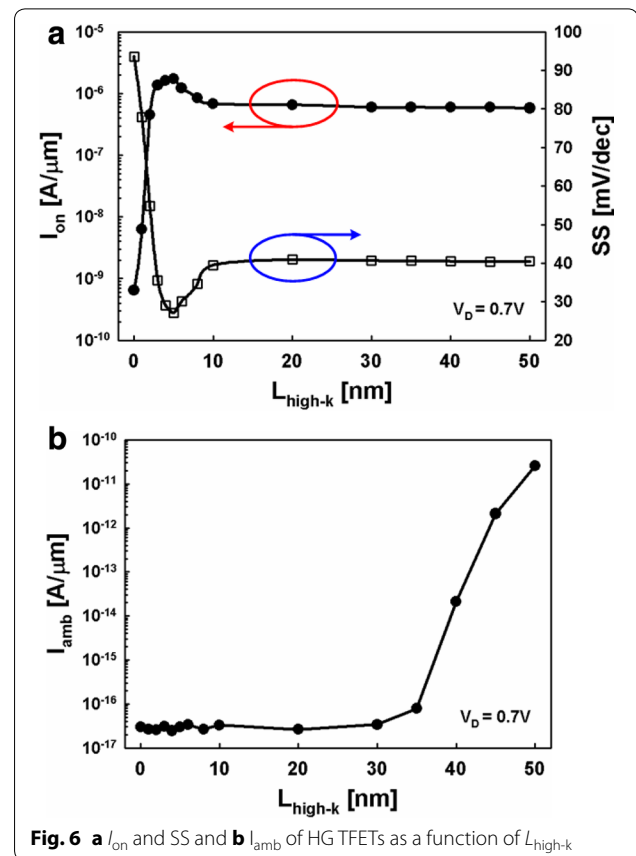 a
10⁻⁵
10⁻⁶
10⁻⁷
10⁻⁸
10⁻⁹
10⁻¹⁰
I_on [A/μm]
100
90
80
70
60
50
40
30
20
SS [mV/dec]
V_D = 0.7V
0 10 20 30 40 50
L_high-k [nm]
b
10⁻¹⁰
10⁻¹¹
10⁻¹²
10⁻¹³
10⁻¹⁴
10⁻¹⁵
10⁻¹⁶
10⁻¹⁷
I_amb [A/μm]
V_D = 0.7V
0 10 20 30 40 50
L_high-k [nm]
Fig. 6 a I_on and SS and b I_amb of HG TFETs as a function of L_high-k